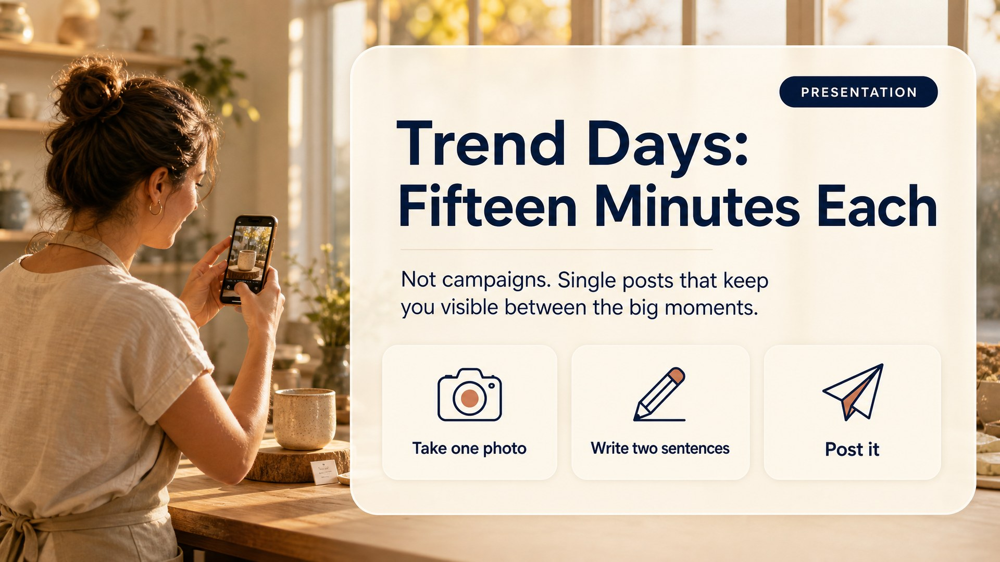 PRESENTATION
Trend Days:
Fifteen Minutes Each
Not campaigns. Single posts that keep
you visible between the big moments.
Take one photo
Write two sentences
Post it